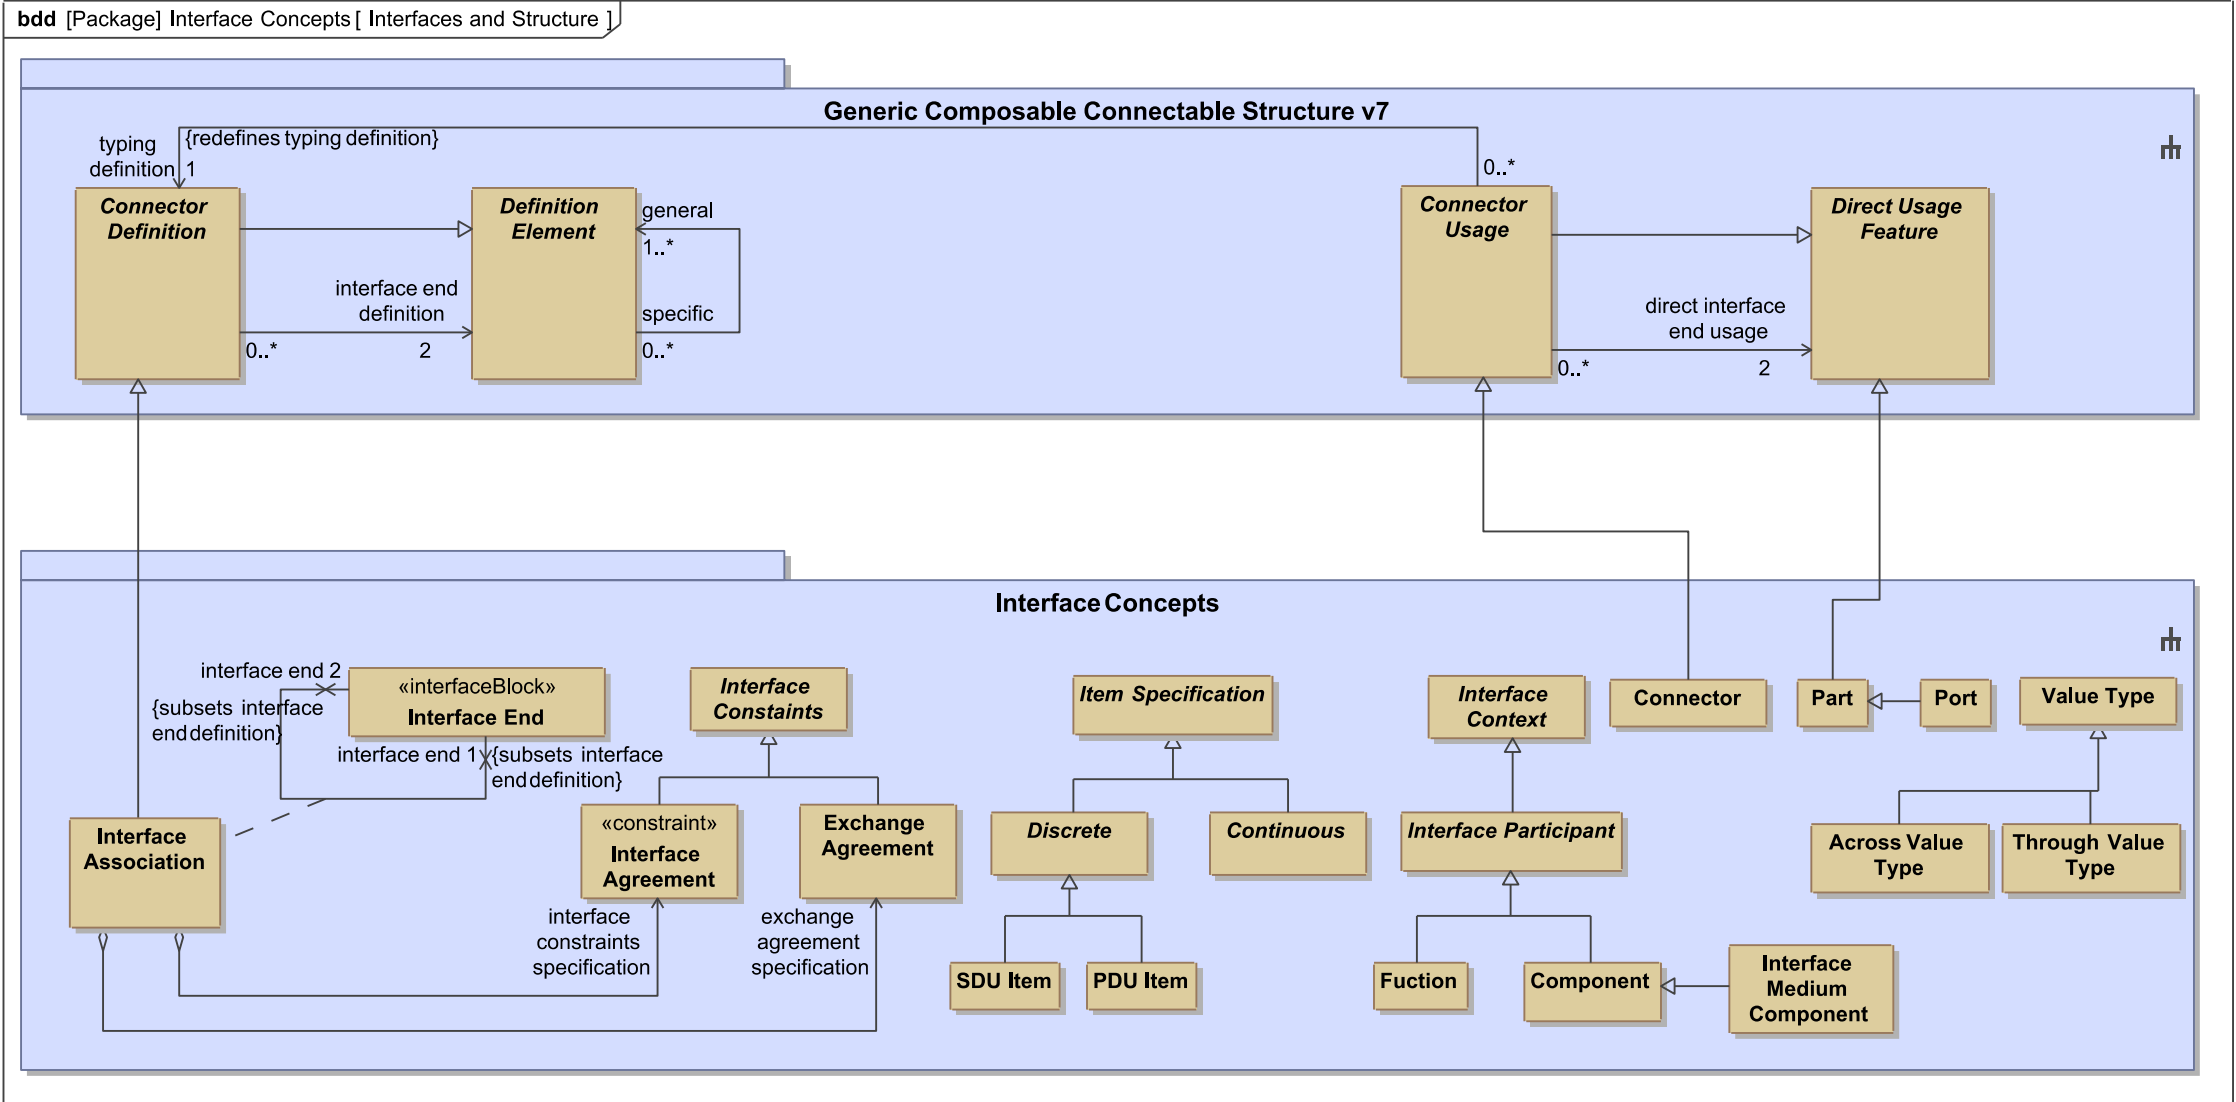 bdd [Package] Interface Concepts [ Interfaces and Structure ]
Generic Composable Connectable Structure v7
typing
definition
{redefines typing definition}
1
0..*
Connector
Definition
Definition
Element
general
1..*
interface end
definition
specific
0..*
2
0..*
Connector
Usage
Direct Usage
Feature
direct interface
end usage
0..*
2
Interface Concepts
interface end 2
{subsets interface
end definition}
«interfaceBlock»
Interface End
interface end 1
{subsets interface
end definition}
Interface
Constaints
Item Specification
Interface
Context
Connector
Part
Port
Value Type
Interface
Association
«constraint»
Interface
Agreement
Exchange
Agreement
Discrete
Continuous
Interface Participant
Across Value
Type
Through Value
Type
interface
constraints
specification
exchange
agreement
specification
SDU Item
PDU Item
Fuction
Component
Interface
Medium
Component